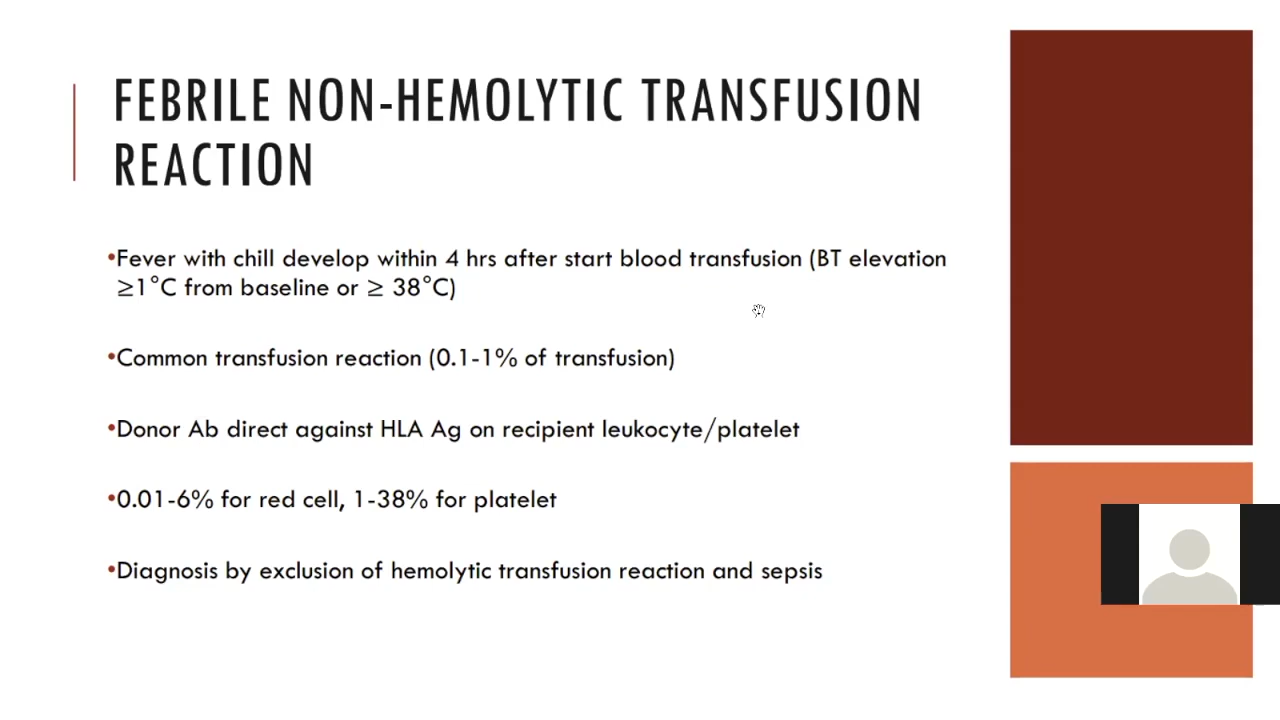 FEBRILE NON-HEMOLYTIC TRANSFUSION
REACTION
•Fever with chill develop within 4 hrs after start blood transfusion (BT elevation
≥1°C from baseline or ≥ 38°C)
•Common transfusion reaction (0.1-1% of transfusion)
•Donor Ab direct against HLA Ag on recipient leukocyte/platelet
•0.01-6% for red cell, 1-38% for platelet
•Diagnosis by exclusion of hemolytic transfusion reaction and sepsis